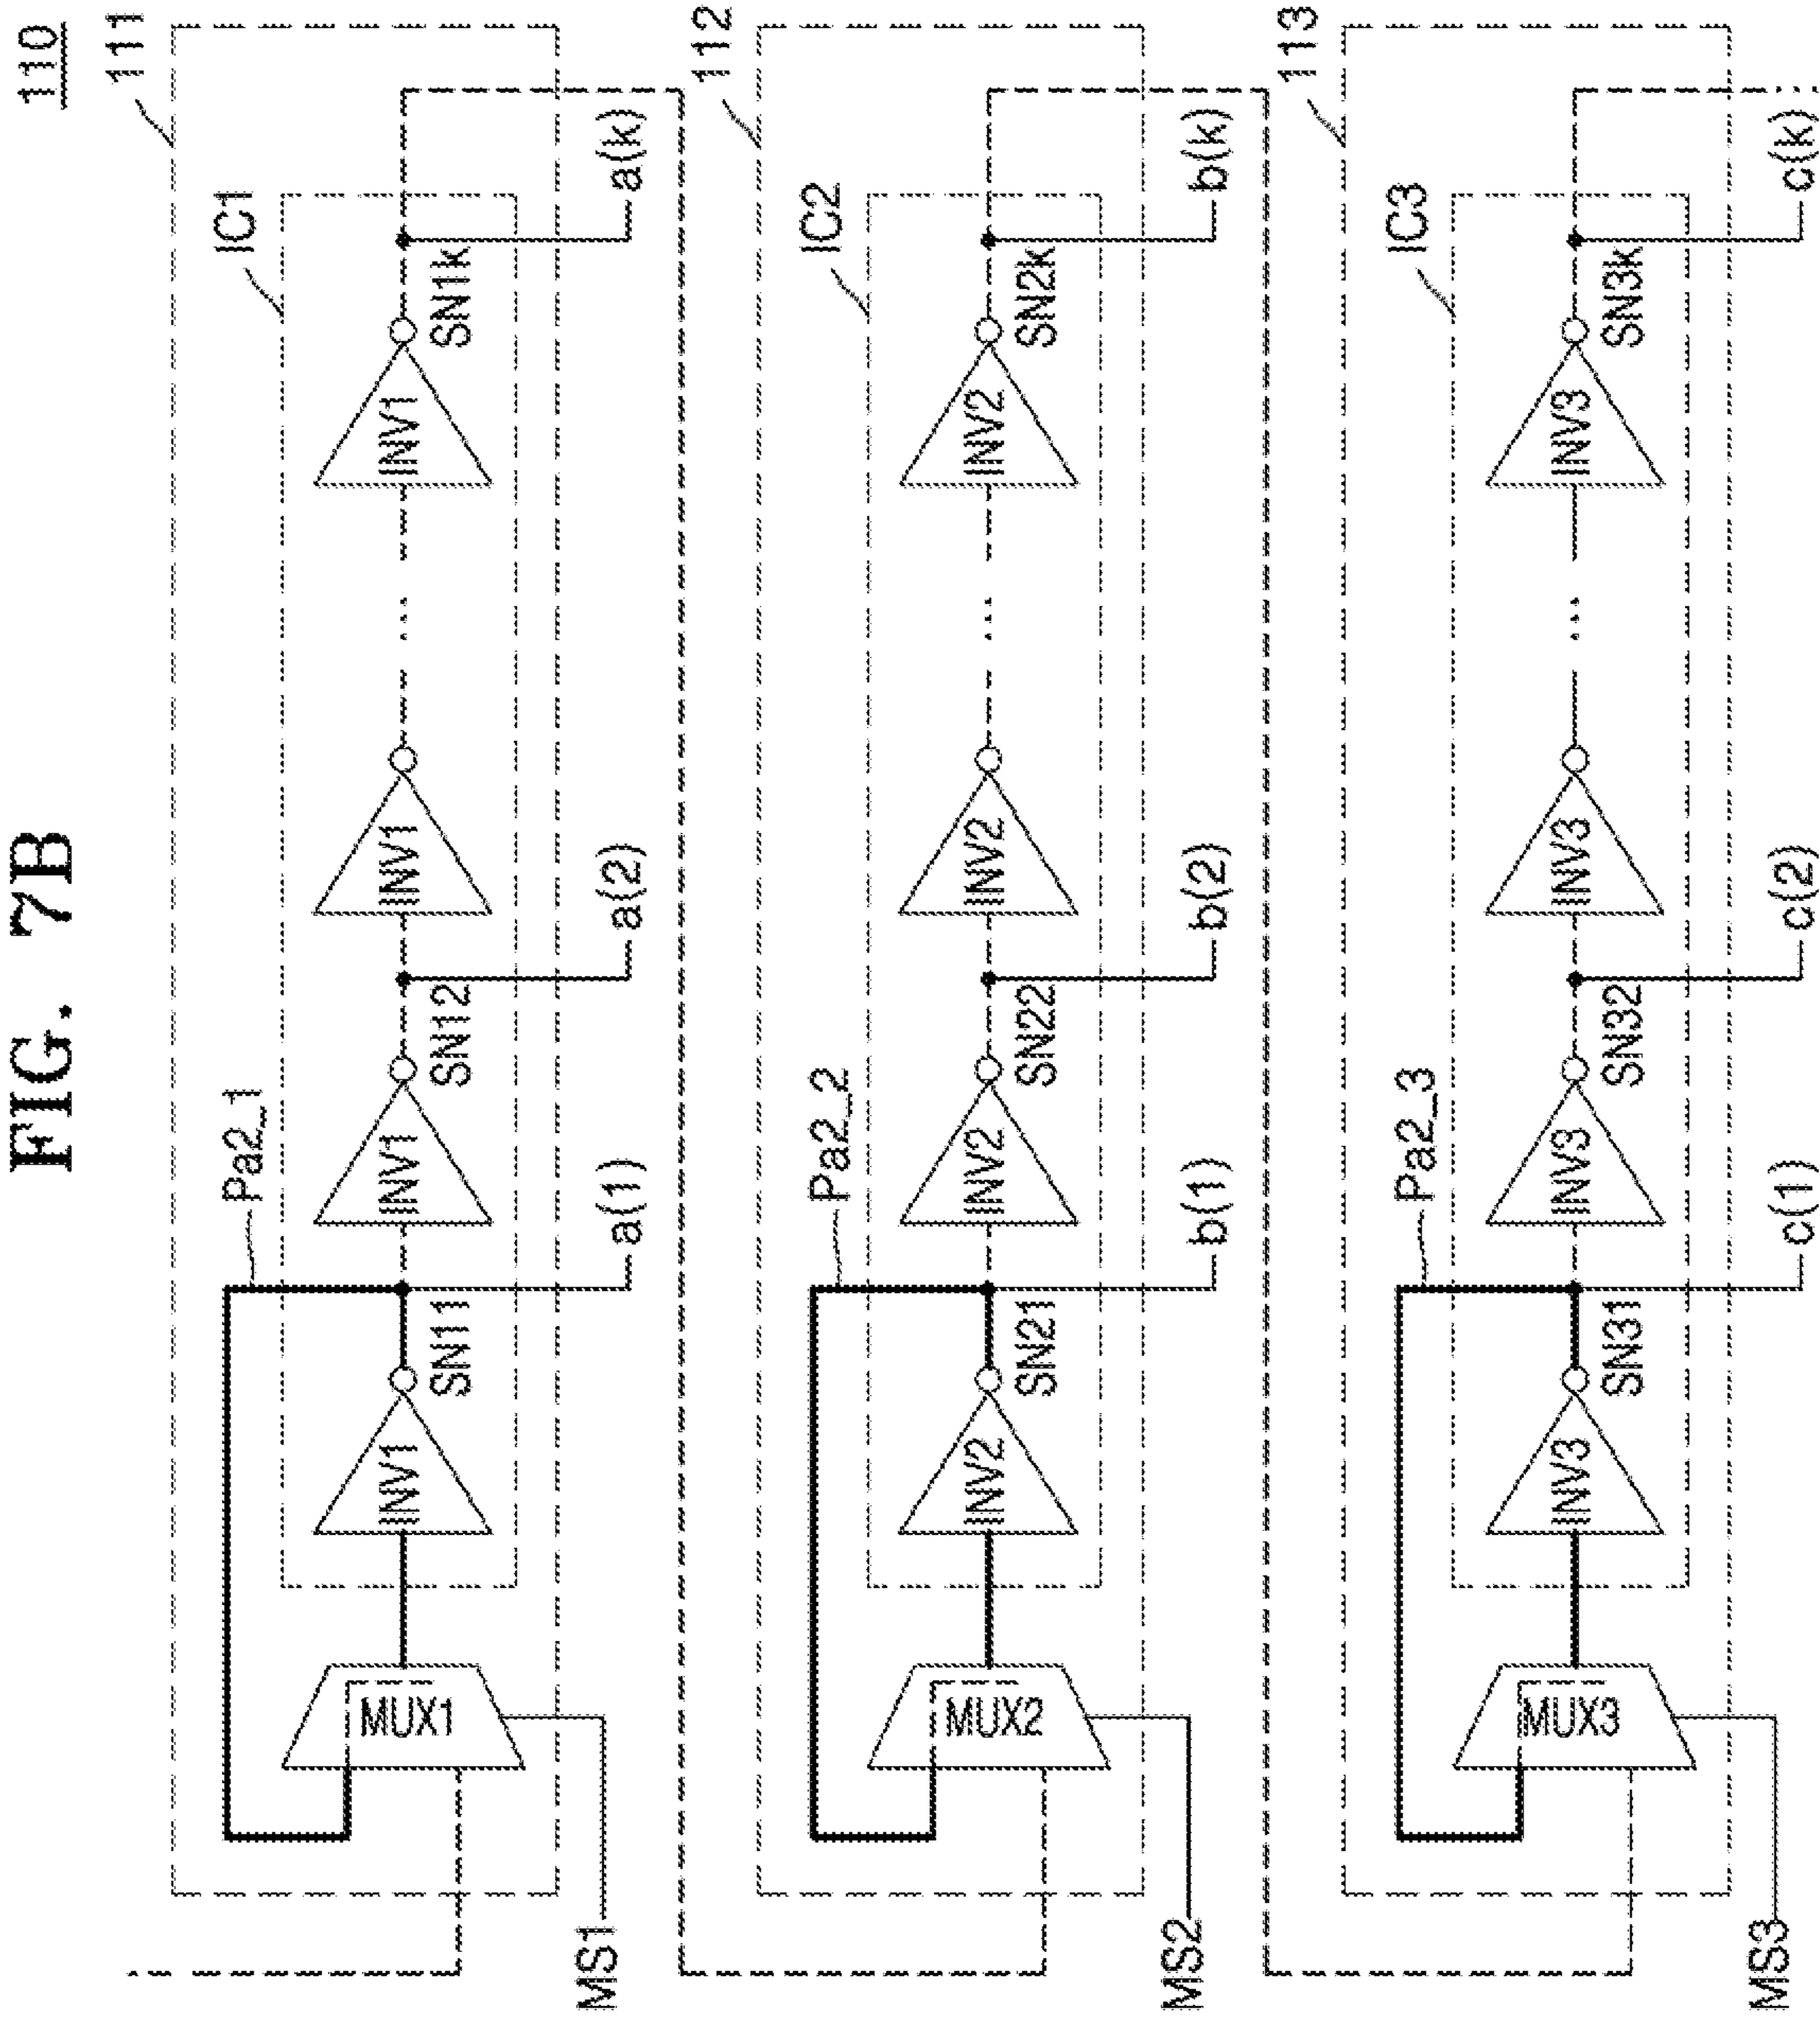 FIG. 7B
110
111
IC1
Pa2_1
MUX1
INV1
INV1
INV1
INV1
SN11
SN12
SN1k
MS1
a(1)
a(2)
a(k)
112
IC2
Pa2_2
MUX2
INV2
INV2
INV2
INV2
SN21
SN22
SN2k
MS2
b(1)
b(2)
b(k)
113
IC3
Pa2_3
MUX3
INV3
INV3
INV3
INV3
SN31
SN32
SN3k
MS3
c(1)
c(2)
c(k)